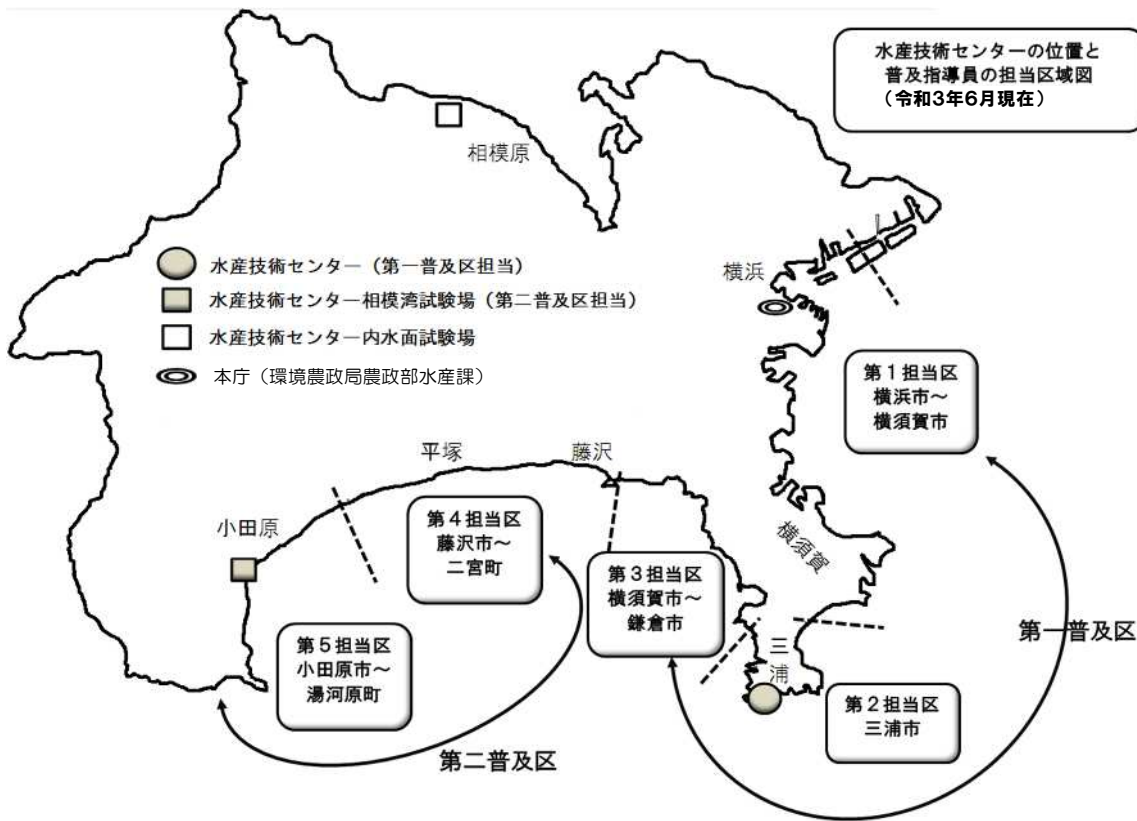 水産技術センターの位置と
普及指導員の担当区域図
（令和3年6月現在）
相模原
横浜
水産技術センター（第一普及区担当）
水産技術センター相模湾試験場（第二普及区担当）
水産技術センター内水面試験場
本庁（環境農政局農政部水産課）
第１担当区
横浜市～
横須賀市
平塚
藤沢
小田原
第４担当区
藤沢市～
二宮町
横須賀
第３担当区
横須賀市～
鎌倉市
第一普及区
第５担当区
小田原市～
湯河原町
三浦
第２担当区
三浦市
第二普及区